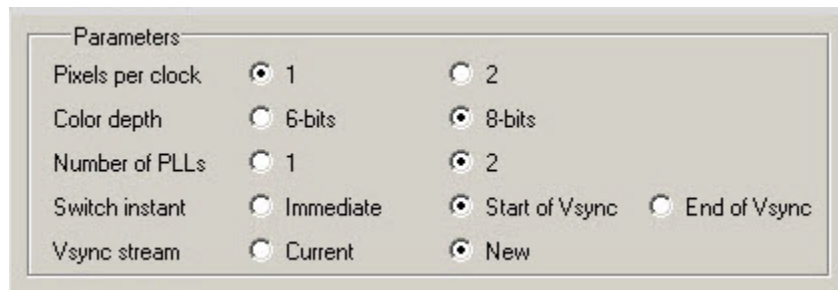 Parameters
Pixels per clock 1 2
Color depth 6-bits 8-bits
Number of PLLs 1 2
Switch instant Immediate Start of Vsync End of Vsync
Vsync stream Current New